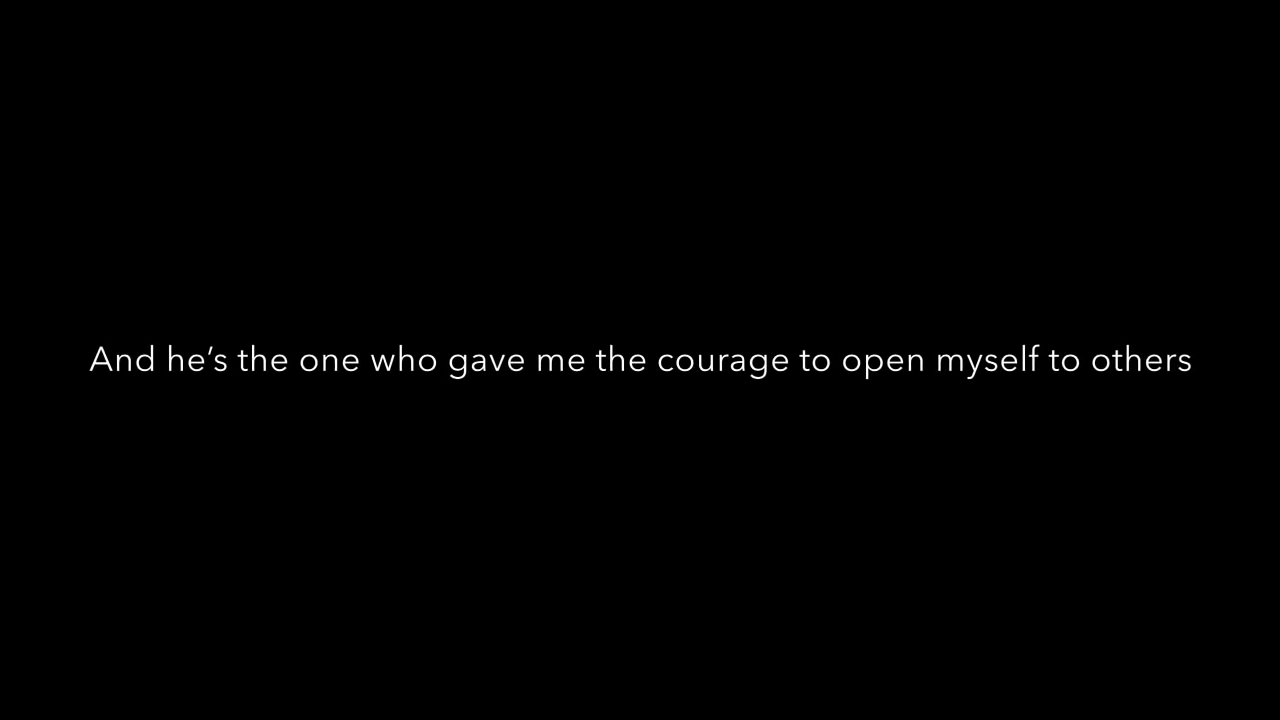 And he’s the one who gave me the courage to open myself to others